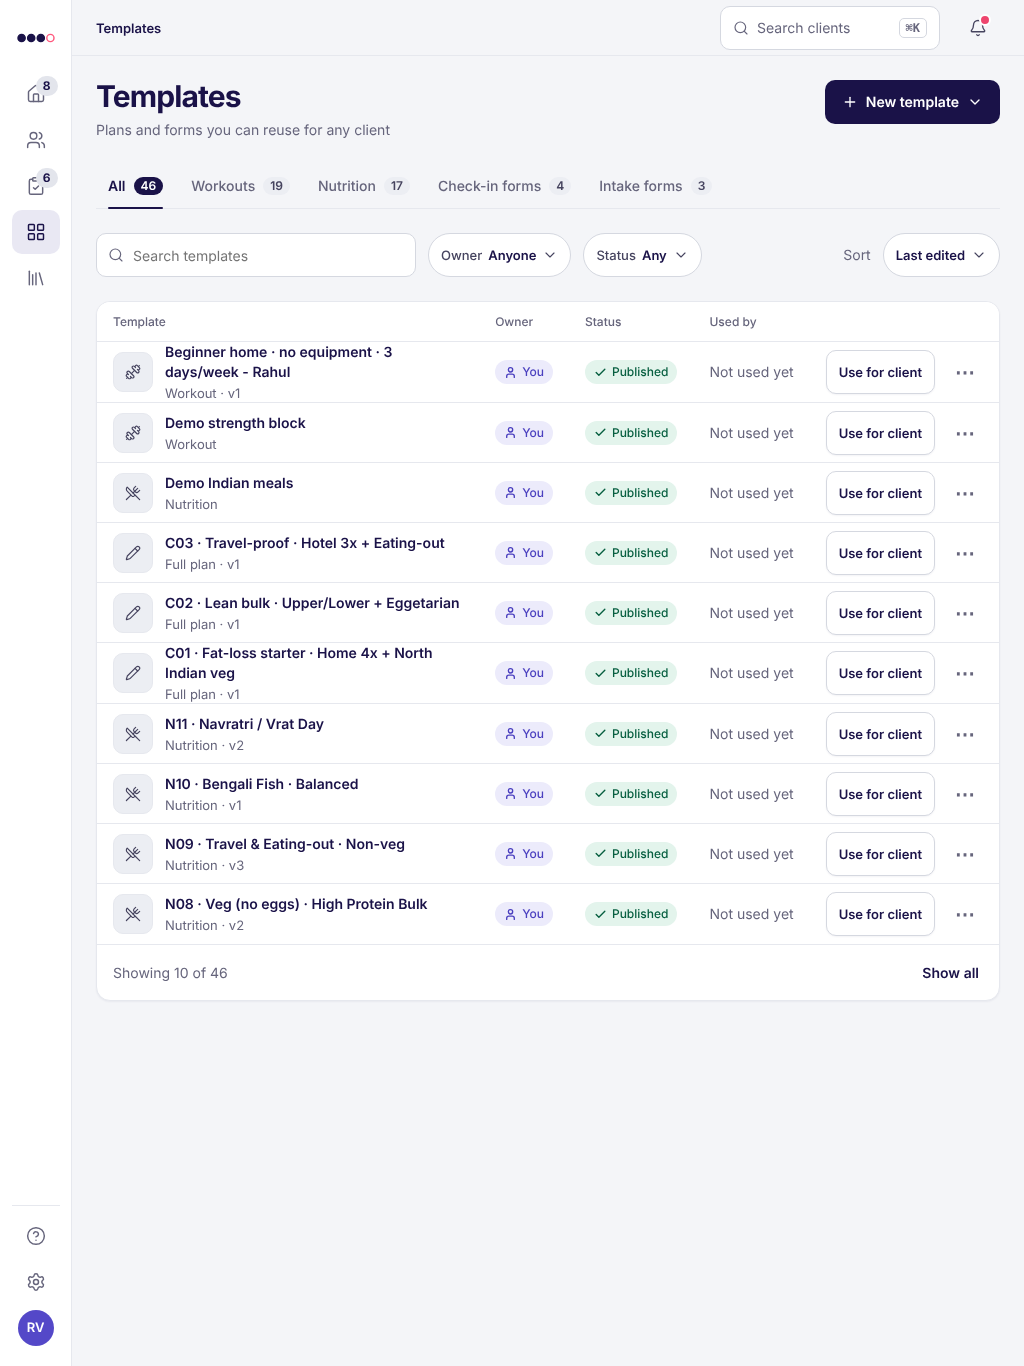 Templates
Search clients ⌘K
8
6
Templates
Plans and forms you can reuse for any client
New template
All 46 Workouts 19 Nutrition 17 Check-in forms 4 Intake forms 3
Search templates Owner Anyone Status Any Sort Last edited
Template Owner Status Used by
Beginner home · no equipment · 3
days/week - Rahul
Workout · v1
You Published Not used yet Use for client
Demo strength block
Workout
You Published Not used yet Use for client
Demo Indian meals
Nutrition
You Published Not used yet Use for client
C03 · Travel-proof · Hotel 3x + Eating-out
Full plan · v1
You Published Not used yet Use for client
C02 · Lean bulk · Upper/Lower + Eggetarian
Full plan · v1
You Published Not used yet Use for client
C01 · Fat-loss starter · Home 4x + North
Indian veg
Full plan · v1
You Published Not used yet Use for client
N11 · Navratri / Vrat Day
Nutrition · v2
You Published Not used yet Use for client
N10 · Bengali Fish · Balanced
Nutrition · v1
You Published Not used yet Use for client
N09 · Travel & Eating-out · Non-veg
Nutrition · v3
You Published Not used yet Use for client
N08 · Veg (no eggs) · High Protein Bulk
Nutrition · v2
You Published Not used yet Use for client
Showing 10 of 46 Show all
RV